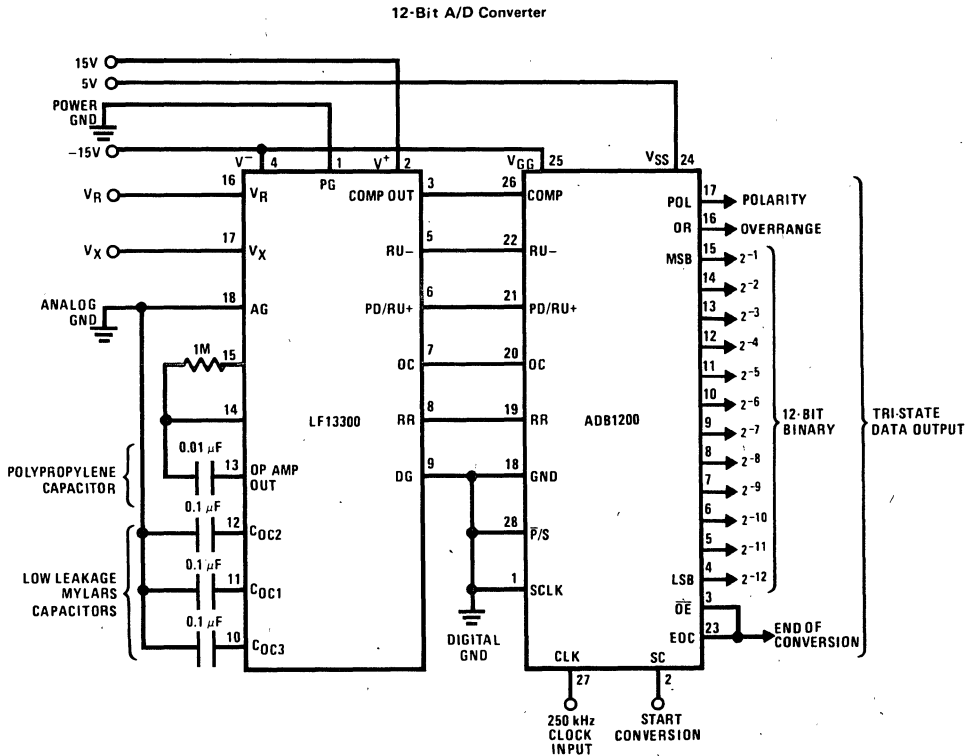 12-Bit A/D Converter
15V
5V
POWER
GND
-15V
V- 4
1
PG
V+ 2
VGG 25
VSS 24
VR
16
VR
VX
17
VX
ANALOG
GND
18
AG
1M
15
14
0.01 μF
13
OP AMP
OUT
POLYPROPYLENE
CAPACITOR
0.1 μF
12
COC2
0.1 μF
11
COC1
0.1 μF
10
COC3
LOW LEAKAGE
MYLARS
CAPACITORS
LF13300
COMP OUT
3
26
COMP
RU-
5
22
RU-
PD/RU+
6
21
PD/RU+
OC
7
20
OC
RR
8
19
RR
DG
9
18
GND
28
P̅/S
1
SCLK
DIGITAL
GND
ADB1200
POL
17
POLARITY
OR
16
OVERRANGE
MSB
15
2-1
14
2-2
13
2-3
12
2-4
11
2-5
10
2-6
9
2-7
8
2-8
7
2-9
6
2-10
5
2-11
LSB
4
2-12
12-BIT
BINARY
TRI-STATE
DATA OUTPUT
3
O̅E̅
EOC
23
END OF
CONVERSION
CLK
27
250 kHz
CLOCK
INPUT
SC
2
START
CONVERSION